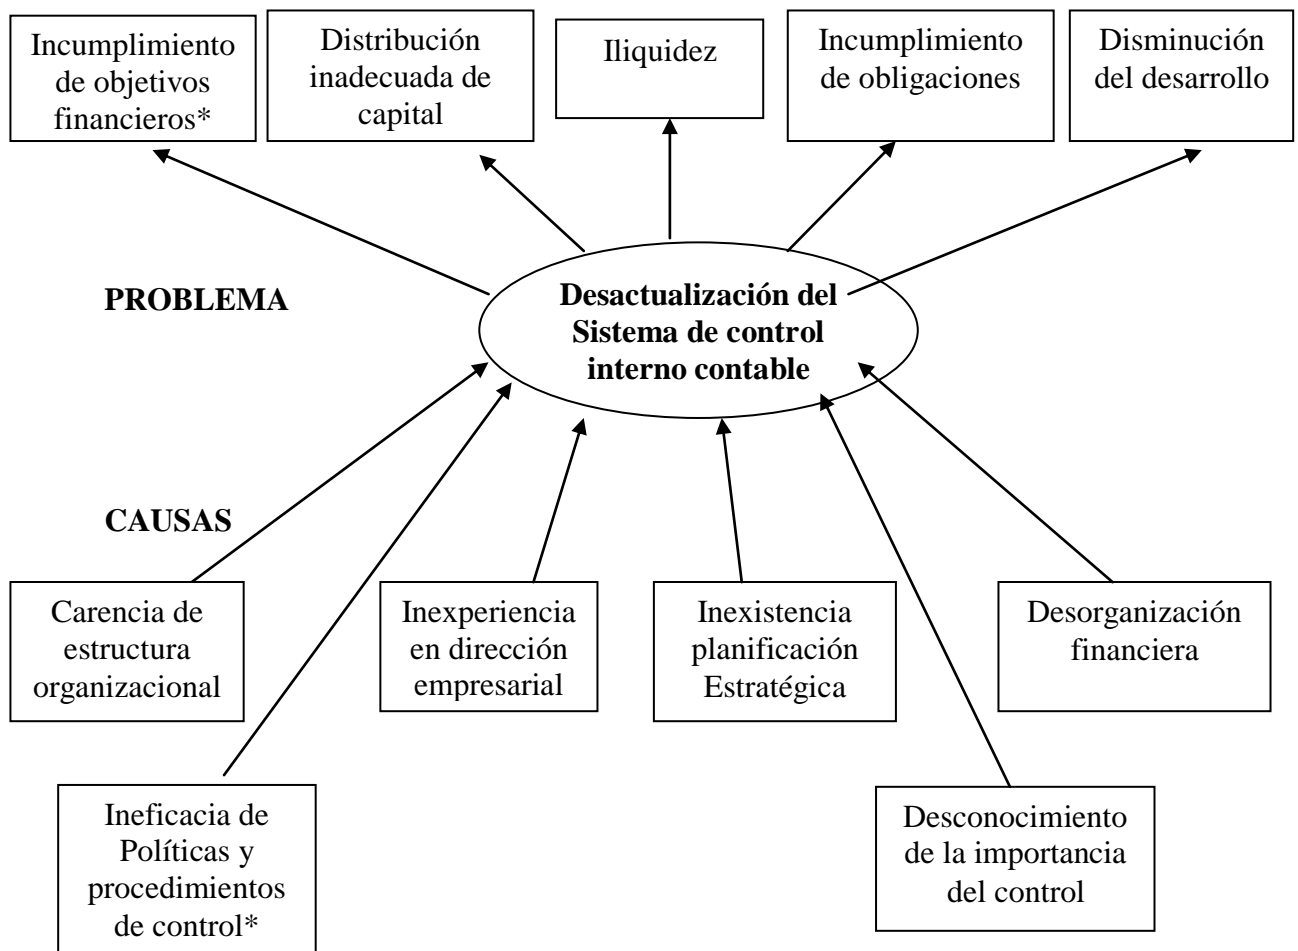 Incumplimiento
de objetivos
financieros*
Distribución
inadecuada de
capital
Iliquidez
Incumplimiento
de obligaciones
Disminución
del desarrollo
PROBLEMA
Desactualización del
Sistema de control
interno contable
CAUSAS
Carencia de
estructura
organizacional
Inexperiencia
en dirección
empresarial
Inexistencia
planificación
Estratégica
Desorganización
financiera
Ineficacia de
Políticas y
procedimientos
de control*
Desconocimiento
de la importancia
del control